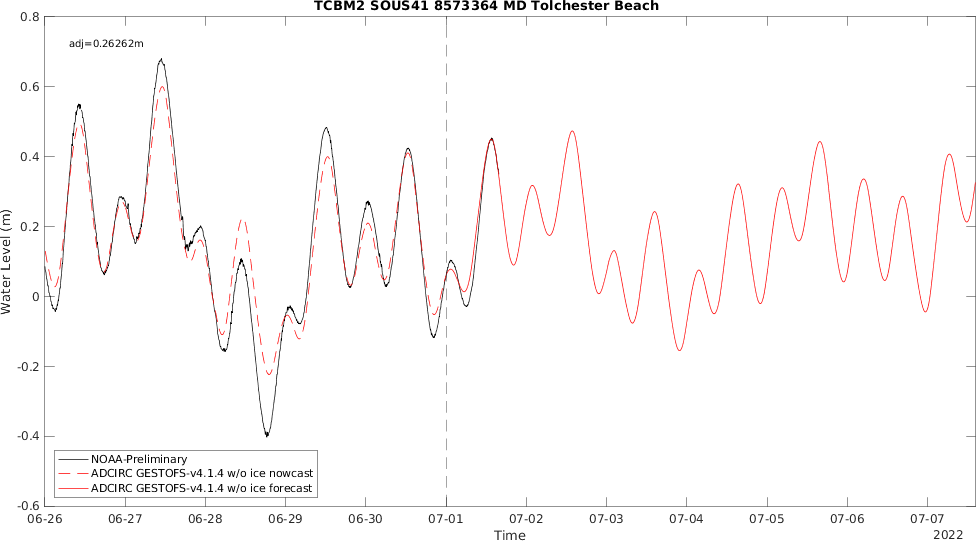 TCBM2 SOUS41 8573364 MD Tolchester Beach
adj=0.26262m
Water Level (m)
0.8
0.6
0.4
0.2
0
-0.2
-0.4
-0.6
NOAA-Preliminary
ADCIRC GESTOFS-v4.1.4 w/o ice nowcast
ADCIRC GESTOFS-v4.1.4 w/o ice forecast
06-26 06-27 06-28 06-29 06-30 07-01 07-02 07-03 07-04 07-05 07-06 07-07
Time
2022